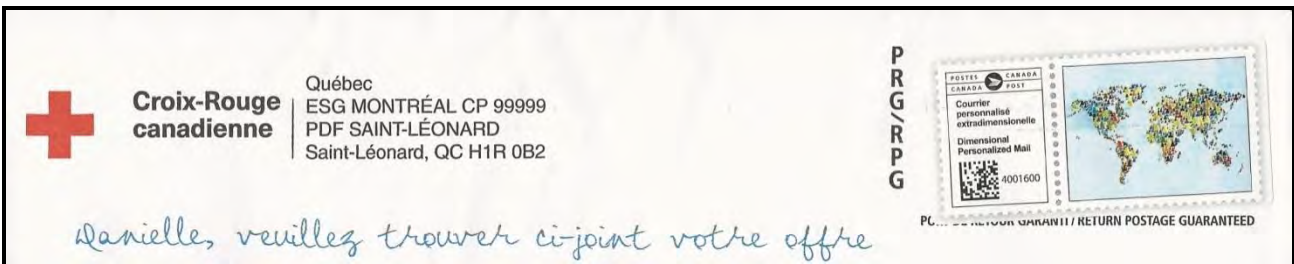 Croix-Rouge
canadienne
Québec
ESG MONTRÉAL CP 99999
PDF SAINT-LÉONARD
Saint-Léonard, QC H1R 0B2
PRG\RPG
POSTES CANADA
CANADA POST
Courrier
personnalisé
extradimensionelle
Dimensional
Personalized Mail
4001600
GARANTI / RETURN POSTAGE GUARANTEED
Danielle, veuillez trouver ci-joint votre offre